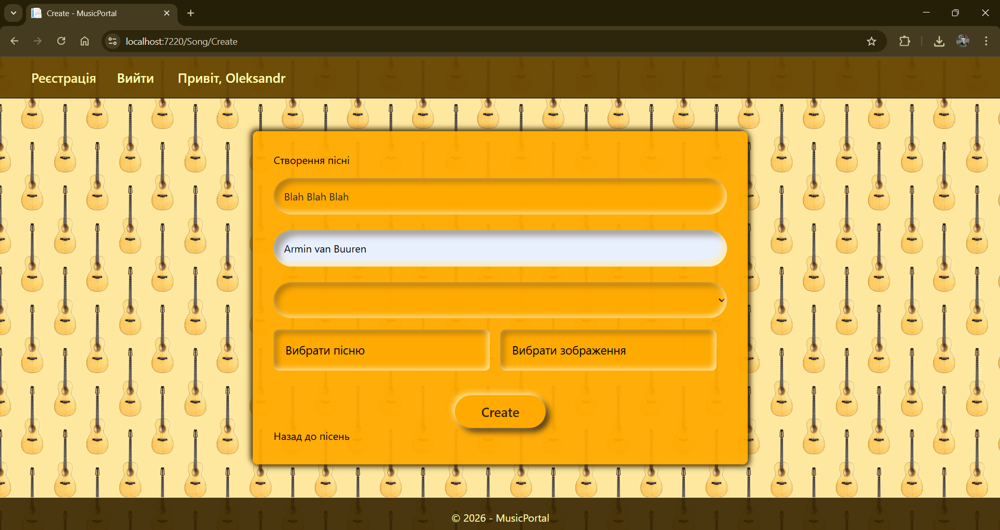 Create - MusicPortal
localhost:7220/Song/Create
Реєстрація Вийти Привіт, Oleksandr
Створення пісні
Blah Blah Blah
Armin van Buuren
Вибрати пісню Вибрати зображення
Create
Назад до пісень
© 2026 - MusicPortal